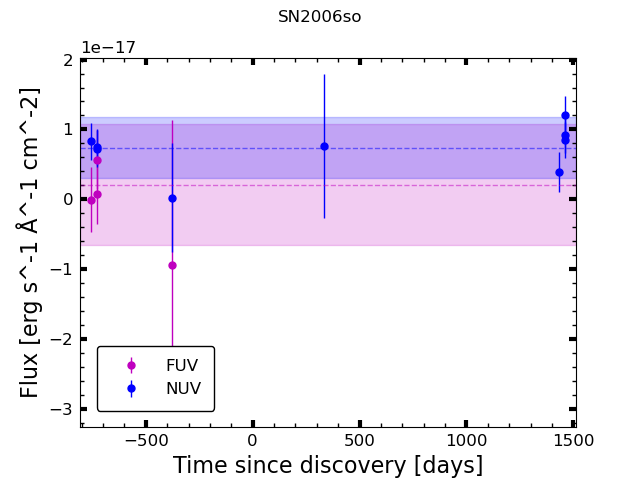 SN2006so
1e−17
Flux [erg s^-1 Å^-1 cm^-2]
2
1
0
−1
−2
−3
FUV
NUV
−500 0 500 1000 1500
Time since discovery [days]